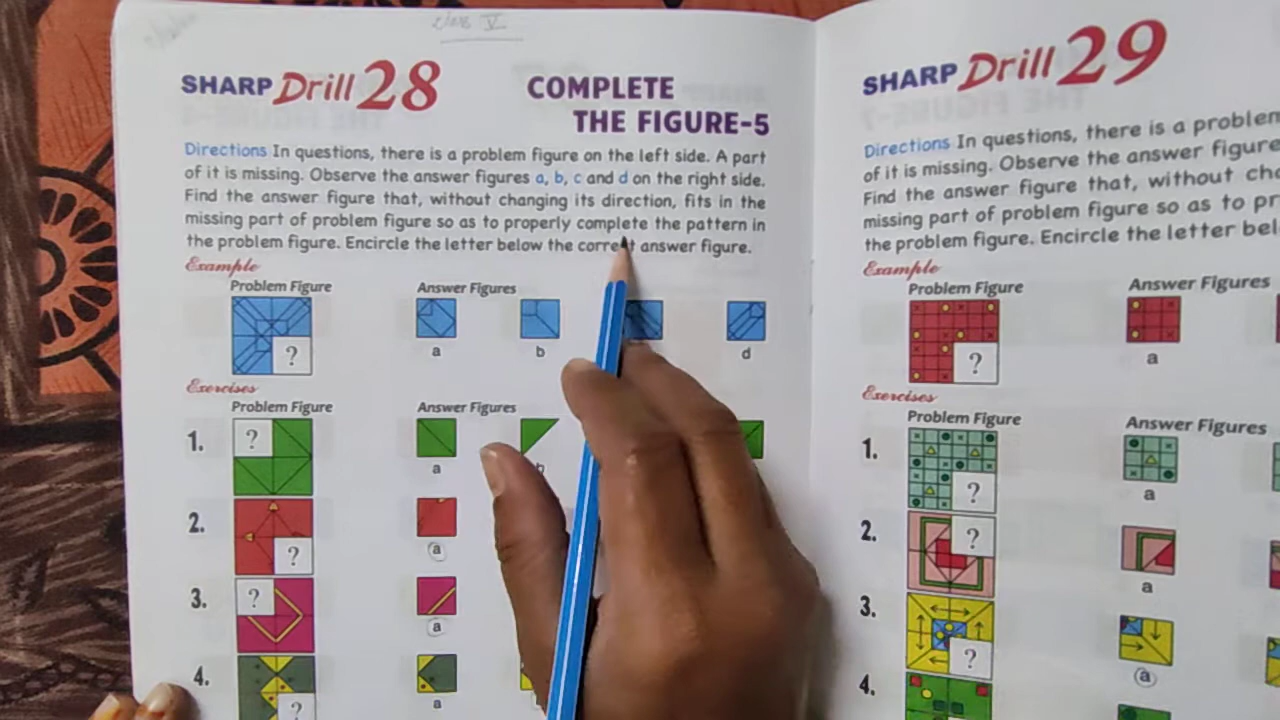 SHARP Drill 28
COMPLETE
THE FIGURE-5
Directions In questions, there is a problem figure on the left side. A part
of it is missing. Observe the answer figures a, b, c and d on the right side.
Find the answer figure that, without changing its direction, fits in the
missing part of problem figure so as to properly complete the pattern in
the problem figure. Encircle the letter below the correct answer figure.
Example
Problem Figure
Answer Figures
?
a
b
d
Exercises
Problem Figure
Answer Figures
1.
?
a
b
2.
?
a
3.
?
a
4.
?
a
SHARP Drill 29
Directions In questions, there is a problem
of it is missing. Observe the answer figure
Find the answer figure that, without
missing part of problem figure so as to
the problem figure. Encircle the letter
Example
Problem Figure
Answer Figures
?
a
Exercises
Problem Figure
Answer Figures
1.
?
a
2.
?
a
3.
?
a
4.